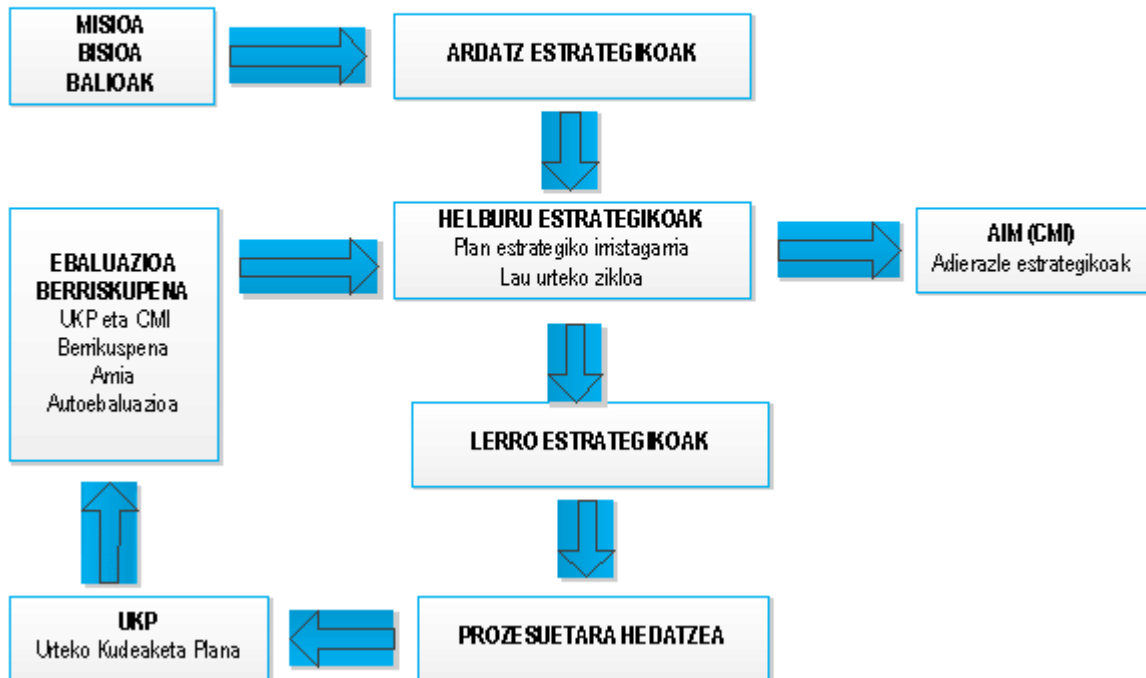 MISIOA
BISIOA
BALIOAK
ARDATZ ESTRATEGIKOAK
HELBURU ESTRATEGIKOAK
Plan estrategiko irristagarria
Lau urteko zikloa
AIM (CMI)
Adierazle estrategikoak
EBALUAZIOA
BERRISKUPENA
UKP eta CMI
Berrikuspena
Arria
Autoebaluazioa
LERRO ESTRATEGIKOAK
UKP
Urteko Kudeaketa Plana
PROZESUETARA HEDATZEA